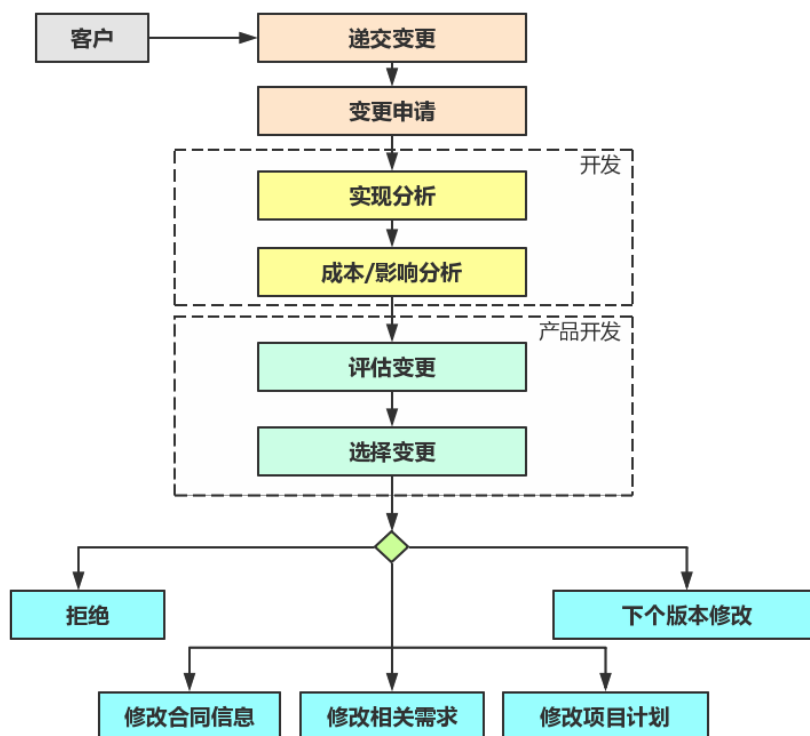 客户
递交变更
变更申请
开发
实现分析
成本/影响分析
产品开发
评估变更
选择变更
拒绝
下个版本修改
修改合同信息
修改相关需求
修改项目计划